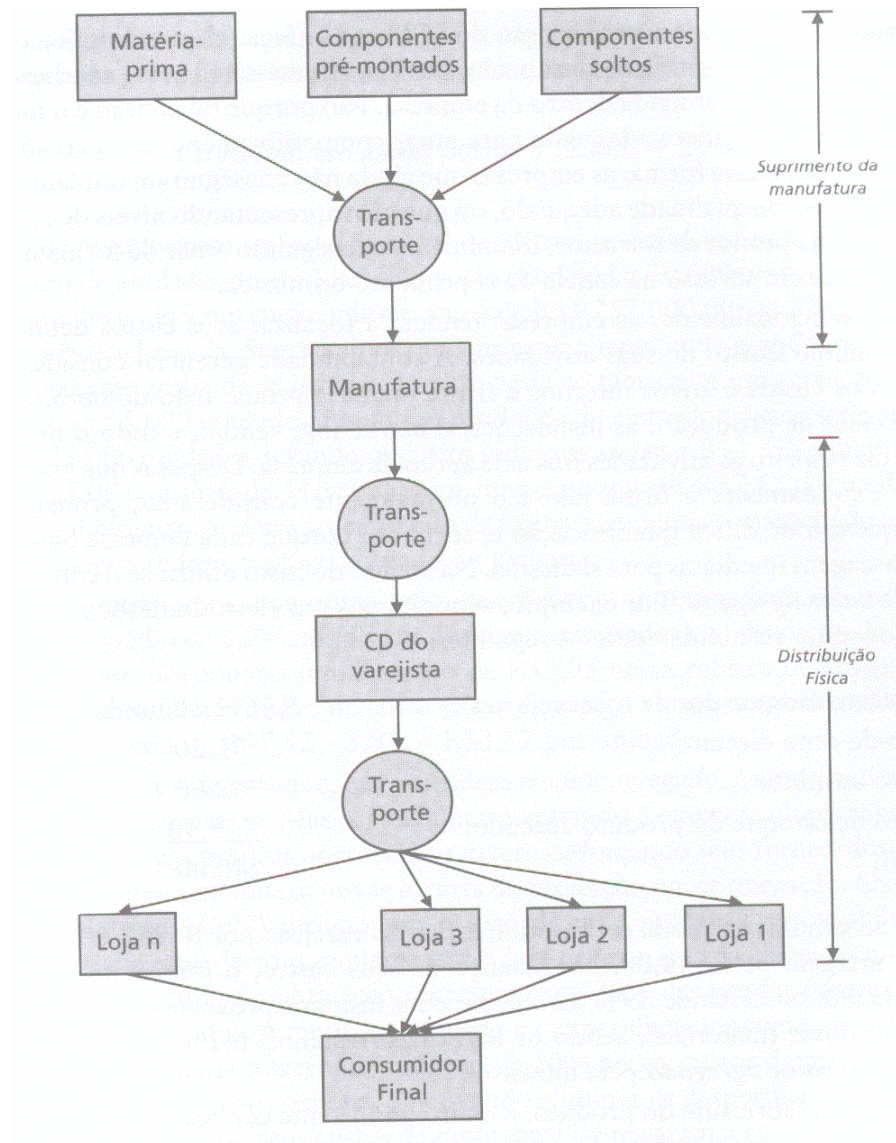 Matéria-
prima
Componentes
pré-montados
Componentes
soltos
Trans-
porte
Suprimento da
manufatura
Manufatura
Trans-
porte
CD do
varejista
Distribuição
Física
Trans-
porte
Loja n
Loja 3
Loja 2
Loja 1
Consumidor
Final